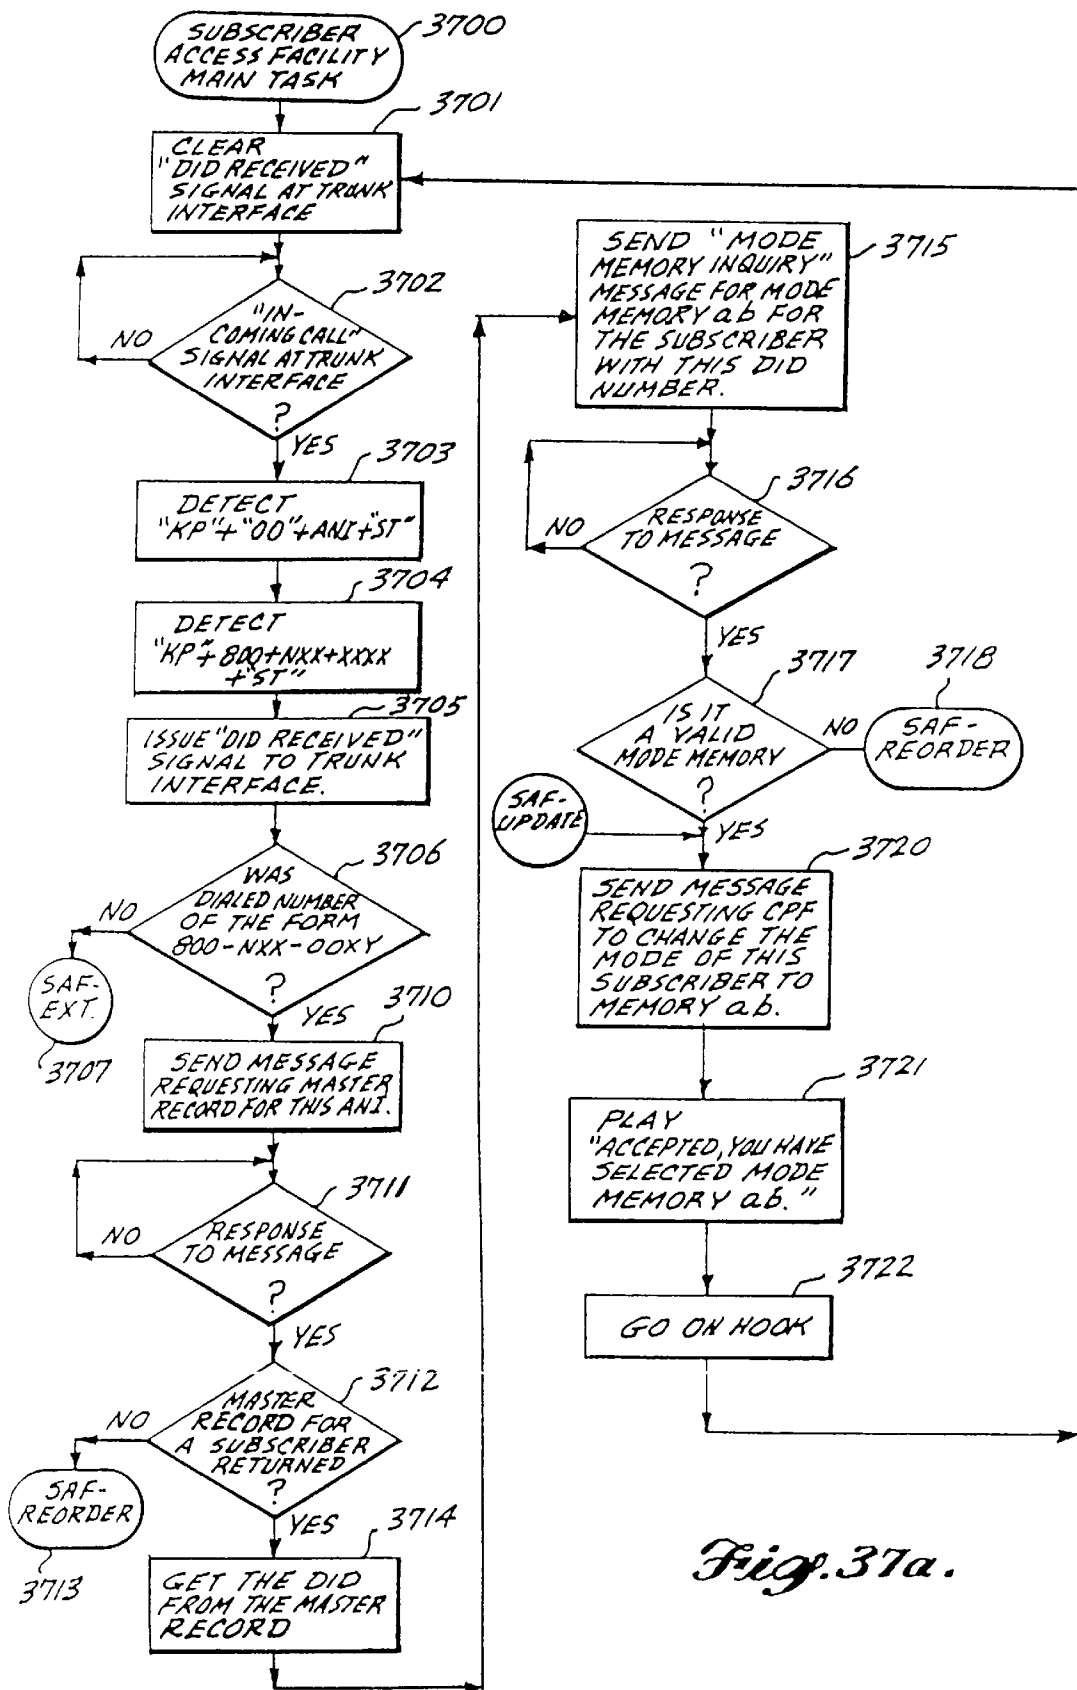 SUBSCRIBER
ACCESS FACILITY
MAIN TASK
3700
3701
CLEAR
"DID RECEIVED"
SIGNAL AT TRUNK
INTERFACE
3702
"IN-
COMING CALL"
SIGNAL AT TRUNK
INTERFACE
?
NO
YES
3703
DETECT
"KP"+"00"+ANI+"ST"
3704
DETECT
"KP"+800+NXX+XXXX
+"ST"
3705
ISSUE "DID RECEIVED"
SIGNAL TO TRUNK
INTERFACE.
3706
WAS
DIALED NUMBER
OF THE FORM
800-NXX-00XY
?
NO
SAF-
EXT.
3707
YES
3710
SEND MESSAGE
REQUESTING MASTER
RECORD FOR THIS ANI.
3711
RESPONSE
TO MESSAGE
?
NO
YES
3712
MASTER
RECORD FOR
A SUBSCRIBER
RETURNED
?
NO
SAF-
REORDER
3713
YES
3714
GET THE DID
FROM THE MASTER
RECORD
3715
SEND "MODE
MEMORY INQUIRY"
MESSAGE FOR MODE
MEMORY ab FOR
THE SUBSCRIBER
WITH THIS DID
NUMBER.
3716
RESPONSE
TO MESSAGE
?
NO
YES
3717
IS IT
A VALID
MODE MEMORY
?
NO
3718
SAF-
REORDER
YES
SAF-
UPDATE
3720
SEND MESSAGE
REQUESTING CPF
TO CHANGE THE
MODE OF THIS
SUBSCRIBER TO
MEMORY ab.
3721
PLAY
"ACCEPTED, YOU HAVE
SELECTED MODE
MEMORY ab."
3722
GO ON HOOK
Fig. 37a.